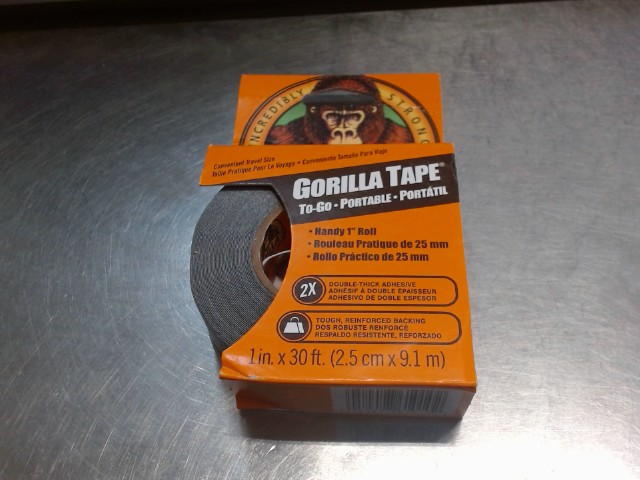 INCREDIBLY STRONG
Convenient Travel Size
Taille Pratique Pour Le Voyage • Conveniente Tamaño Para Viaje
GORILLA TAPE®
TO-GO • PORTABLE • PORTÁTIL
• Handy 1" Roll
• Rouleau Pratique de 25 mm
• Rollo Práctico de 25 mm
2X
DOUBLE-THICK ADHESIVE
ADHÉSIF À DOUBLE ÉPAISSEUR
ADHESIVO DE DOBLE ESPESOR
TOUGH, REINFORCED BACKING
DOS ROBUSTE RENFORCÉ
RESPALDO RESISTENTE, REFORZADO
1 in. x 30 ft. (2.5 cm x 9.1 m)